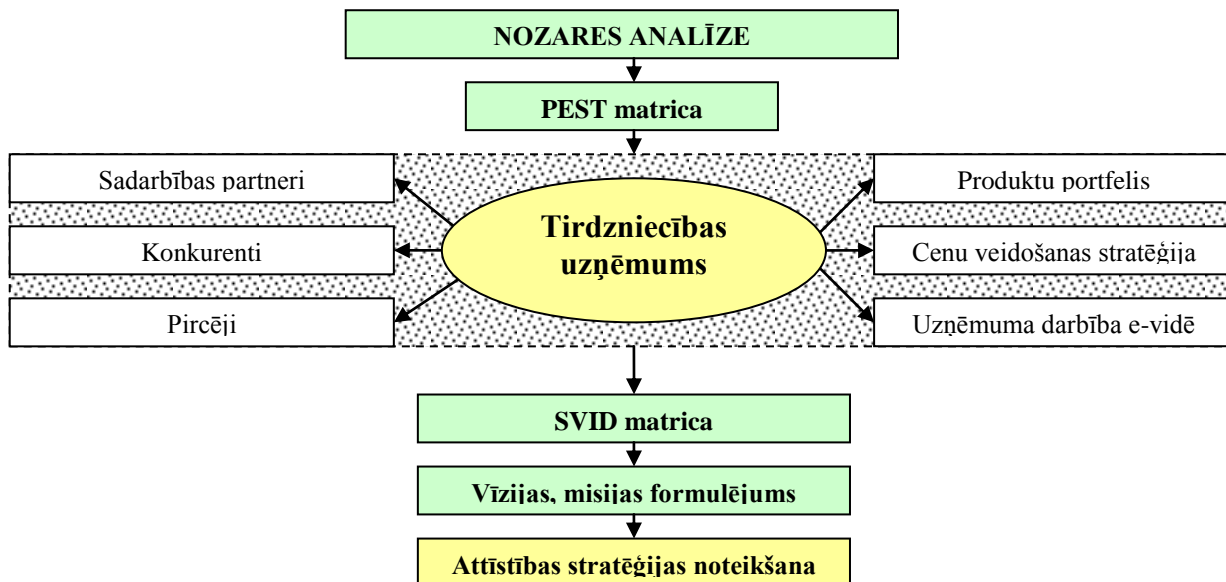 NOZARES ANALĪZE
PEST matrica
Sadarbības partneri
Konkurenti
Pircēji
Tirdzniecības
uzņēmums
Produktu portfelis
Cenu veidošanas stratēģija
Uzņēmuma darbība e-vidē
SVID matrica
Vīzijas, misijas formulējums
Attīstības stratēģijas noteikšana